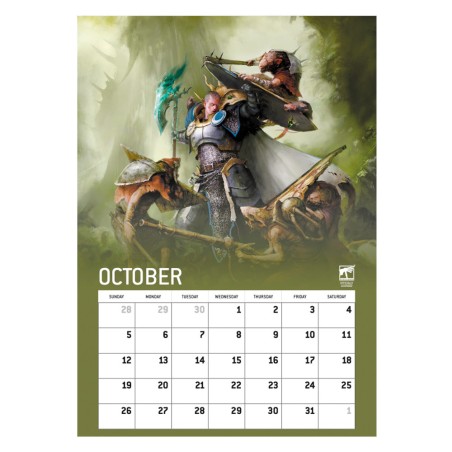 OCTOBER
SUNDAY MONDAY TUESDAY WEDNESDAY THURSDAY FRIDAY SATURDAY
28 29 30 1 2 3 4
5 6 7 8 9 10 11
12 13 14 15 16 17 18
19 20 21 22 23 24 25
26 27 28 29 30 31 1